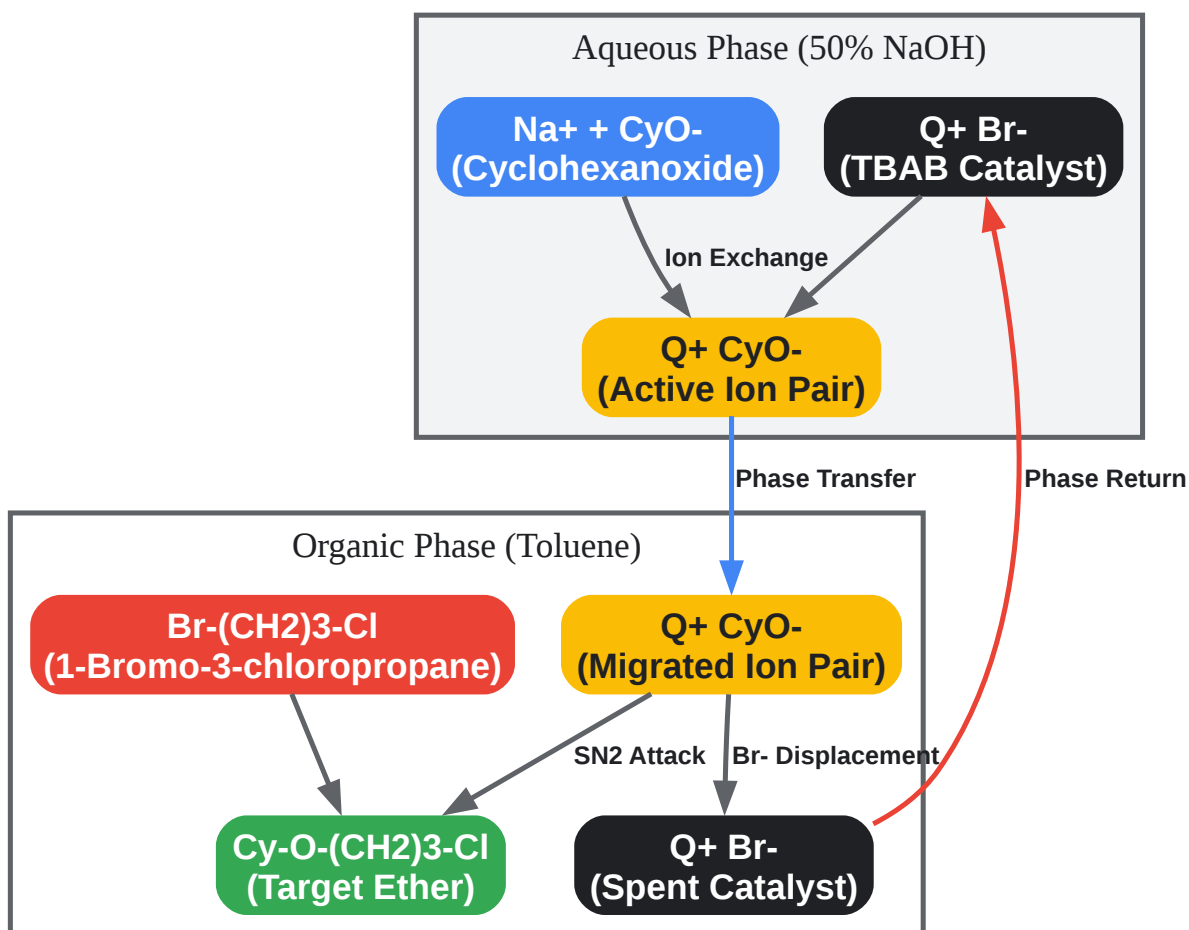 Aqueous Phase (50% NaOH)
Na+ + CyO-
(Cyclohexanoxide)
Q+ Br-
(TBAB Catalyst)
Ion Exchange
Q+ CyO-
(Active Ion Pair)
Phase Transfer
Phase Return
Organic Phase (Toluene)
Br-(CH2)3-Cl
(1-Bromo-3-chloropropane)
Q+ CyO-
(Migrated Ion Pair)
SN2 Attack
Br- Displacement
Cy-O-(CH2)3-Cl
(Target Ether)
Q+ Br-
(Spent Catalyst)